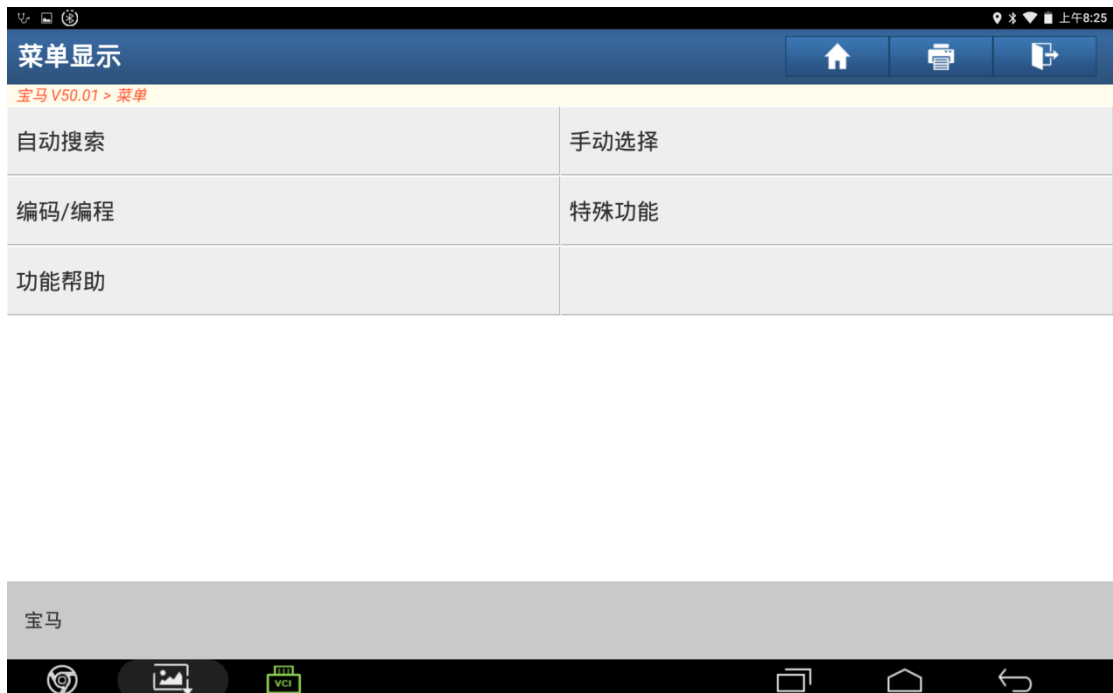 上午8:25
菜单显示
宝马 V50.01 > 菜单
自动搜索
手动选择
编码/编程
特殊功能
功能帮助
宝马
VCI